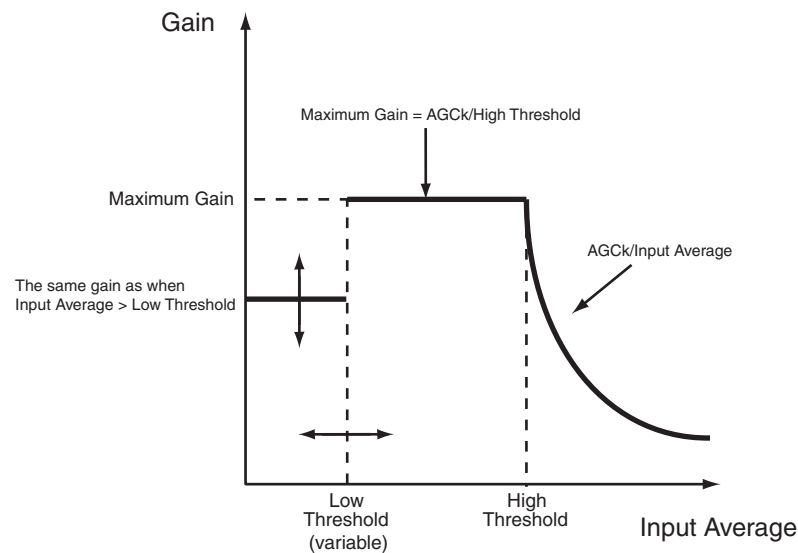 Gain
Maximum Gain = AGCk/High Threshold
Maximum Gain
AGCk/Input Average
The same gain as when
Input Average > Low Threshold
Low
Threshold
(variable)
High
Threshold
Input Average